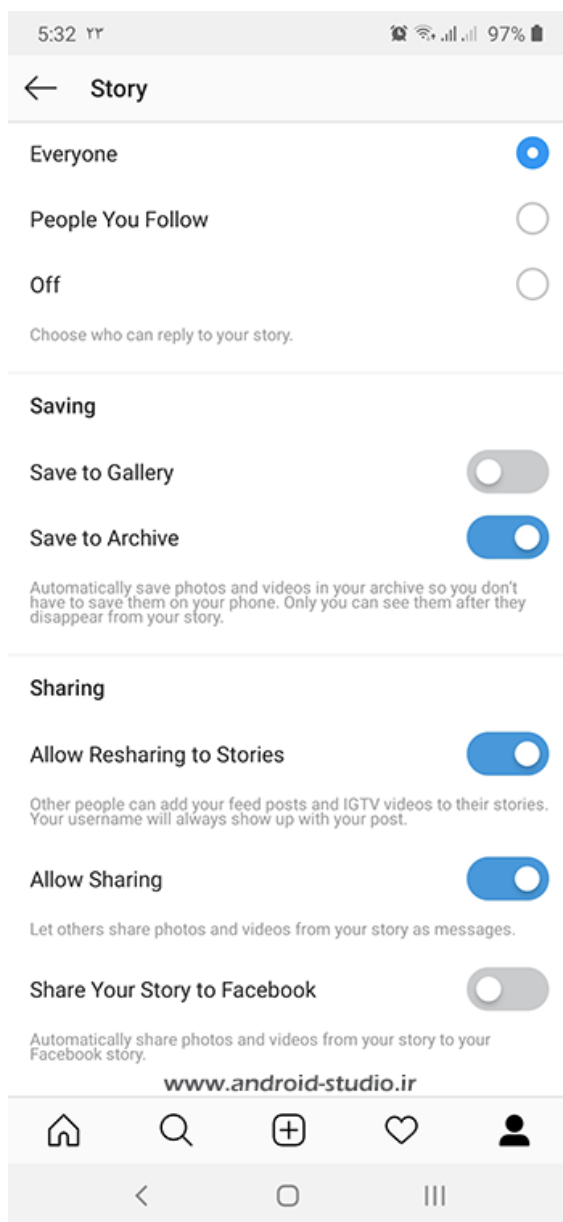 5:32 ۲۳ 97%
Story
Everyone
People You Follow
Off
Choose who can reply to your story.
Saving
Save to Gallery
Save to Archive
Automatically save photos and videos in your archive so you don't
have to save them on your phone. Only you can see them after they
disappear from your story.
Sharing
Allow Resharing to Stories
Other people can add your feed posts and IGTV videos to their stories.
Your username will always show up with your post.
Allow Sharing
Let others share photos and videos from your story as messages.
Share Your Story to Facebook
Automatically share photos and videos from your story to your
Facebook story.
www.android-studio.ir